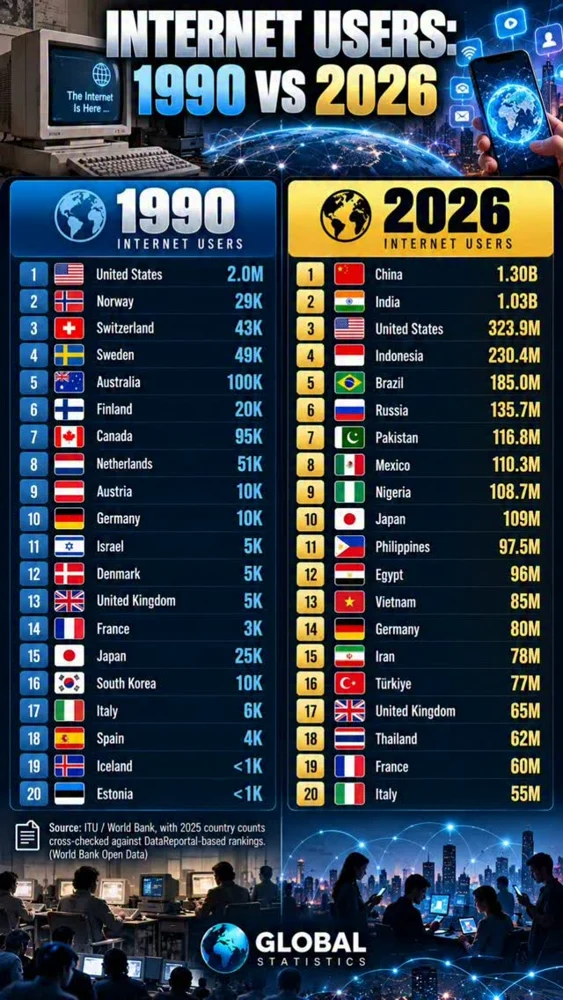 INTERNET USERS:
1990 VS 2026
The Internet
Is Here ...
1990
INTERNET USERS
1 United States 2.0M
2 Norway 29K
3 Switzerland 43K
4 Sweden 49K
5 Australia 100K
6 Finland 20K
7 Canada 95K
8 Netherlands 51K
9 Austria 10K
10 Germany 10K
11 Israel 5K
12 Denmark 5K
13 United Kingdom 5K
14 France 3K
15 Japan 25K
16 South Korea 10K
17 Italy 6K
18 Spain 4K
19 Iceland <1K
20 Estonia <1K
2026
INTERNET USERS
1 China 1.30B
2 India 1.03B
3 United States 323.9M
4 Indonesia 230.4M
5 Brazil 185.0M
6 Russia 135.7M
7 Pakistan 116.8M
8 Mexico 110.3M
9 Nigeria 108.7M
10 Japan 109M
11 Philippines 97.5M
12 Egypt 96M
13 Vietnam 85M
14 Germany 80M
15 Iran 78M
16 Türkiye 77M
17 United Kingdom 65M
18 Thailand 62M
19 France 60M
20 Italy 55M
Source: ITU / World Bank, with 2025 country counts
cross-checked against DataReportal-based rankings.
(World Bank Open Data)
GLOBAL
STATISTICS